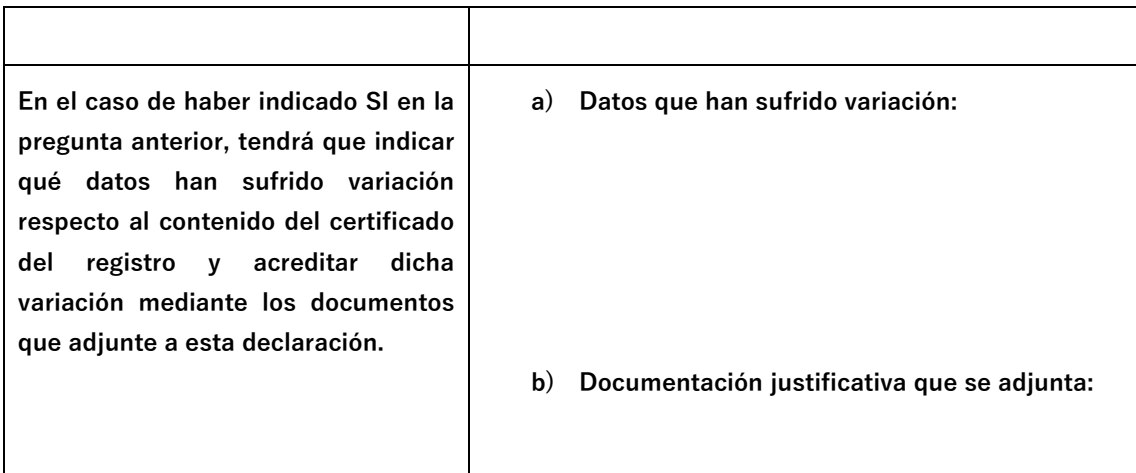 En el caso de haber indicado SI en la
pregunta anterior, tendrá que indicar
qué datos han sufrido variación
respecto al contenido del certificado
del registro y acreditar dicha
variación mediante los documentos
que adjunte a esta declaración.
a) Datos que han sufrido variación:
b) Documentación justificativa que se adjunta: